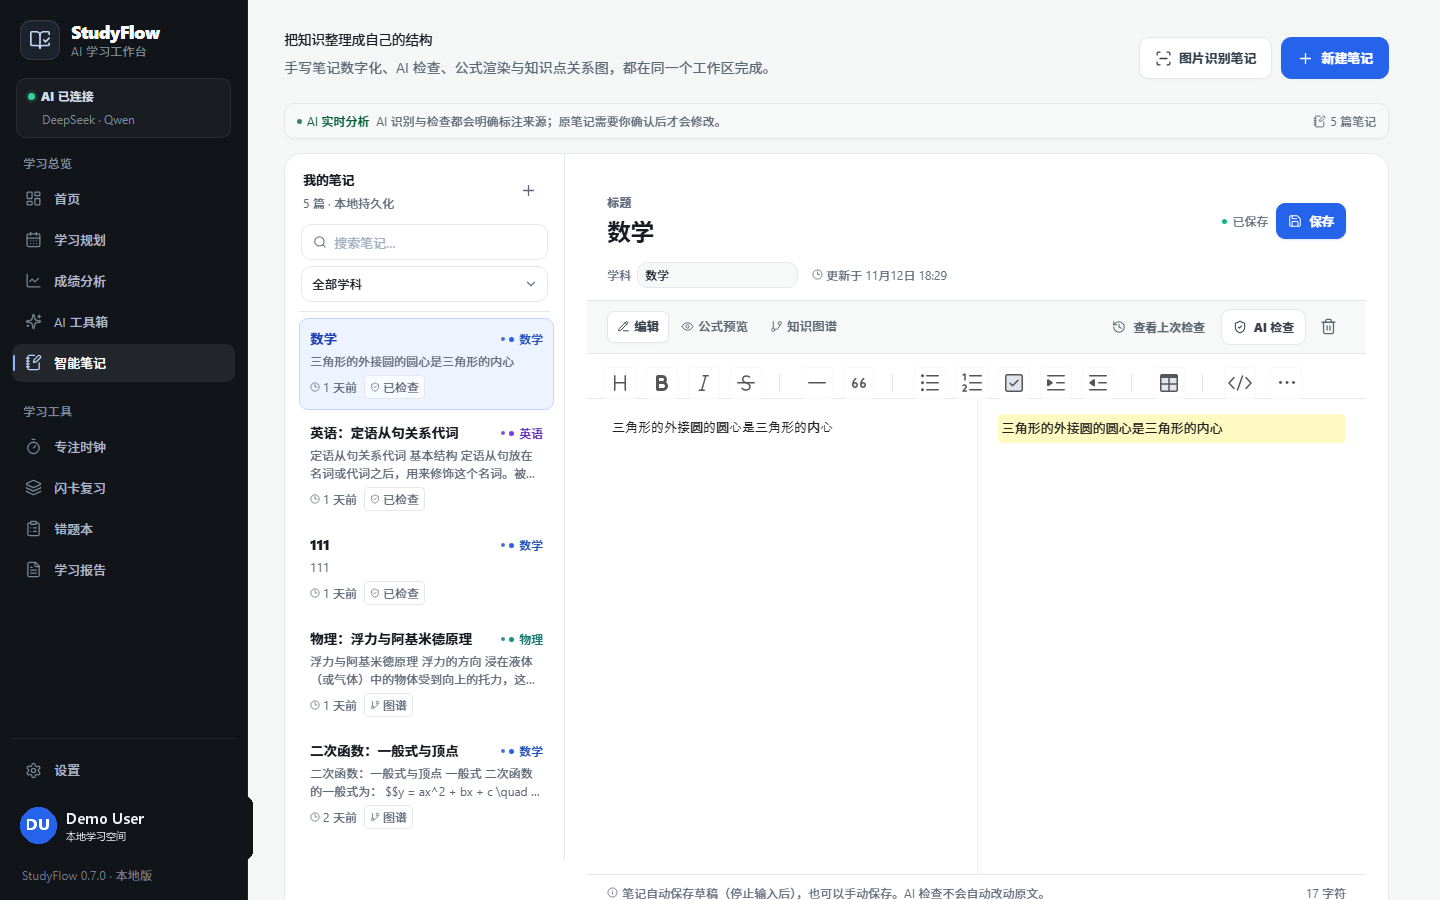 StudyFlow
AI 学习工作台
AI 已连接
DeepSeek · Qwen
学习总览
首页
学习规划
成绩分析
AI 工具箱
智能笔记
学习工具
专注时钟
闪卡复习
错题本
学习报告
设置
DU
Demo User
本地学习空间
StudyFlow 0.7.0 · 本地版
把知识整理成自己的结构
手写笔记数字化、AI 检查、公式渲染与知识点关系图，都在同一个工作区完成。
图片识别笔记
新建笔记
AI 实时分析 AI 识别与检查都会明确标注来源；原笔记需要你确认后才会修改。
5 篇笔记
我的笔记
5 篇 · 本地持久化
搜索笔记...
全部学科
数学
数学
三角形的外接圆的圆心是三角形的内心
1 天前 已检查
英语：定语从句关系代词
英语
定语从句关系代词 基本结构 定语从句放在
名词或代词之后，用来修饰这个名词。被...
1 天前 已检查
111
数学
111
1 天前 已检查
物理：浮力与阿基米德原理
物理
浮力与阿基米德原理 浮力的方向 浸在液体
（或气体）中的物体受到向上的托力，这...
1 天前 图谱
二次函数：一般式与顶点
数学
二次函数：一般式与顶点 一般式 二次函数
的一般式为： $$y = ax^2 + bx + c \quad ...
2 天前 图谱
标题
数学
已保存
保存
学科 数学 更新于 11月12日 18:29
编辑 公式预览 知识图谱
查看上次检查 AI 检查
三角形的外接圆的圆心是三角形的内心
三角形的外接圆的圆心是三角形的内心
笔记自动保存草稿（停止输入后），也可以手动保存。AI 检查不会自动改动原文。
17 字符